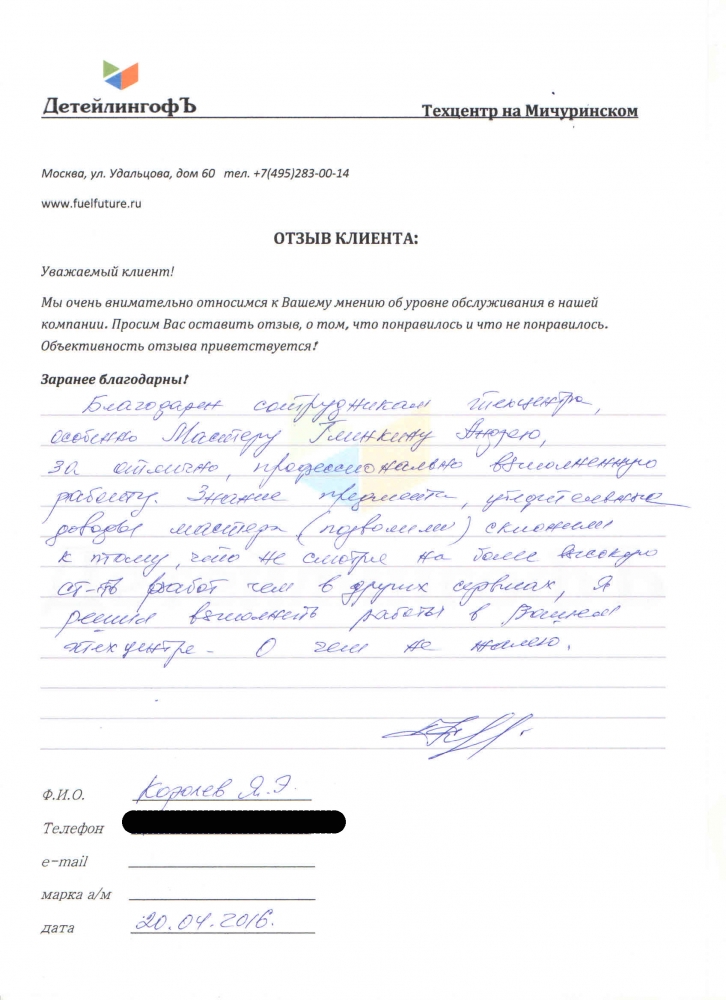 ДетейлингофЪ
Техцентр на Мичуринском
Москва, ул. Удальцова, дом 60 тел. +7(495)283-00-14
www.fuelfuture.ru
ОТЗЫВ КЛИЕНТА:
Уважаемый клиент!
Мы очень внимательно относимся к Вашему мнению об уровне обслуживания в нашей
компании. Просим Вас оставить отзыв, о том, что понравилось и что не понравилось.
Объективность отзыва приветствуется!
Заранее благодарны!
Благодарен сотрудникам техцентра,
особенно Мастеру Глинкину Андрею,
за отлично, профессионально выполненную
работу. Знание предмета, убедительные
доводы мастера, (позволили) склонили
к тому, что не смотря на более высокую
ст-ть работ чем в других сервисах, я
решил выполнить работы в Вашем
техцентре. О чем не жалею.
Ф.И.О. Королев Я.Э.
Телефон
e-mail
марка а/м
дата 20.04.2016.